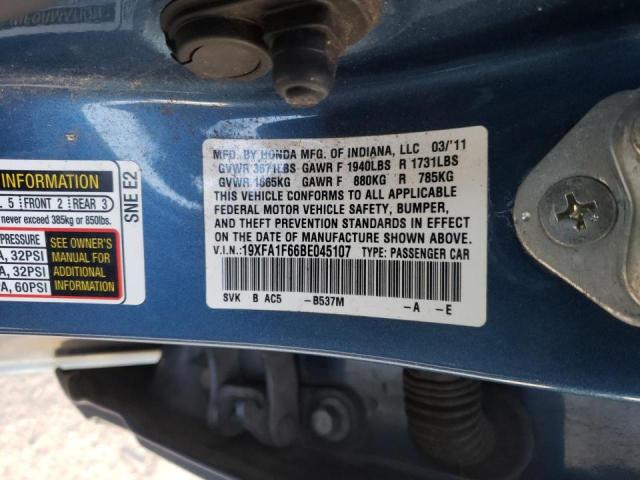 MFD. BY HONDA MFG. OF INDIANA, LLC 03/'11
GVWR 3671LBS GAWR F 1940LBS R 1731LBS
GVWR 1665KG GAWR F 880KG R 785KG
THIS VEHICLE CONFORMS TO ALL APPLICABLE
FEDERAL MOTOR VEHICLE SAFETY, BUMPER,
AND THEFT PREVENTION STANDARDS IN EFFECT
ON THE DATE OF MANUFACTURE SHOWN ABOVE.
V.I.N.:19XFA1F66BE045107 TYPE: PASSENGER CAR
SVK B AC5 -B537M -A -E
INFORMATION
5 FRONT 2 REAR 3
never exceed 385kg or 850lbs.
PRESSURE
32PSI
32PSI
60PSI
SEE OWNER'S
MANUAL FOR
ADDITIONAL
INFORMATION
SNE E2